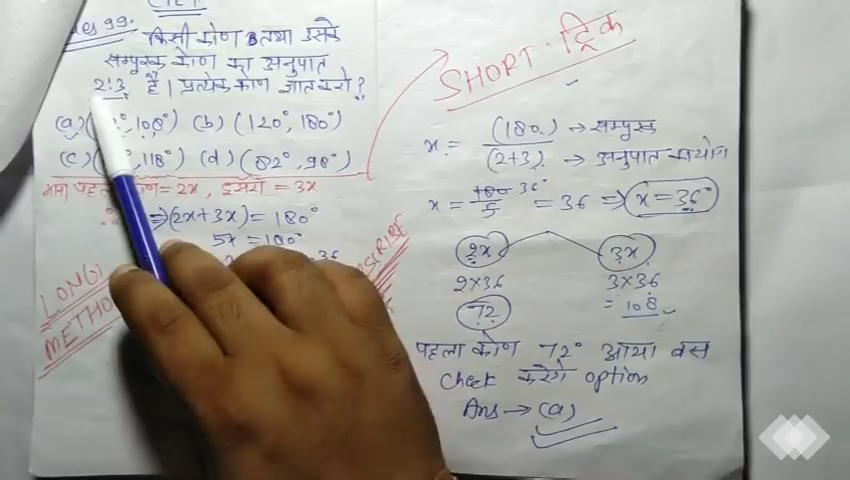 99.
किसी कोण तथा उसके
सम्पूरक कोण का अनुपात
2:3 है। प्रत्येक कोण ज्ञात करो?
(a) 108°) (b) (120°, 180°)
(c) 118°) (d) (82°, 98°)
माना पहला कोण = 2x, दूसरा = 3x
⇒(2x+3x) = 180°
5x = 180°
36
LONG
METHOD
SHORT. ट्रिक
x = (180) → सम्पूरक
(2+3) → अनुपात का योग
x = 180 36° / 5 = 36 ⇒ x = 36°
2x 3x
2×36 3×36
72 = 108
पहला कोण 72° आया बस
Check करेंगे option
Ans → (a)